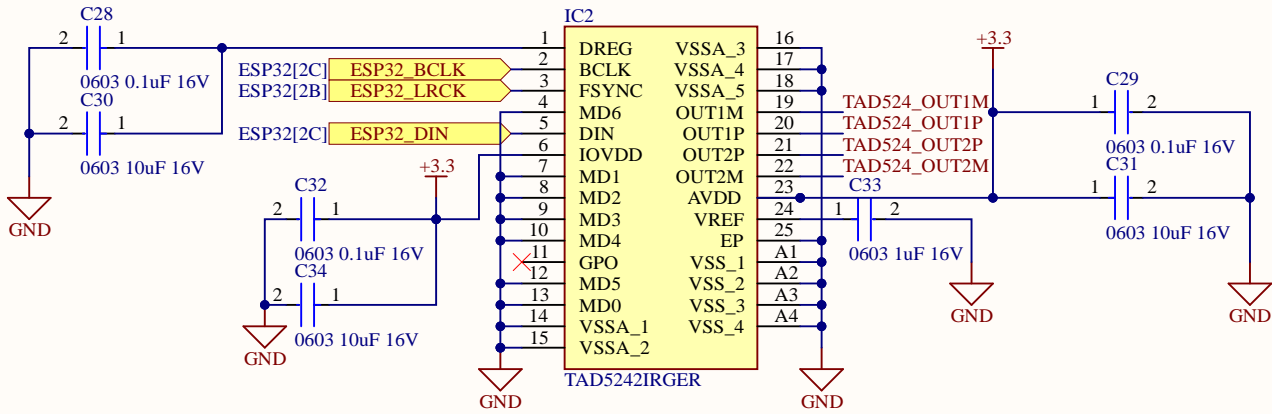 C28
2 1
0603 0.1uF 16V
C30
2 1
0603 10uF 16V
GND
ESP32[2C] ESP32_BCLK
ESP32[2B] ESP32_LRCK
ESP32[2C] ESP32_DIN
+3.3
C32
2 1
0603 0.1uF 16V
C34
2 1
0603 10uF 16V
GND
IC2
1 DREG VSSA_3 16
2 BCLK VSSA_4 17
3 FSYNC VSSA_5 18
4 MD6 OUT1M 19 TAD524_OUT1M
5 DIN OUT1P 20 TAD524_OUT1P
6 IOVDD OUT2P 21 TAD524_OUT2P
7 MD1 OUT2M 22 TAD524_OUT2M
8 MD2 AVDD 23
9 MD3 VREF 24
10 MD4 EP 25
11 GPO VSS_1 A1
12 MD5 VSS_2 A2
13 MD0 VSS_3 A3
14 VSSA_1 VSS_4 A4
15 VSSA_2
TAD5242IRGER
GND
GND
C33
1 2
0603 1uF 16V
GND
+3.3
C29
1 2
0603 0.1uF 16V
C31
1 2
0603 10uF 16V
GND